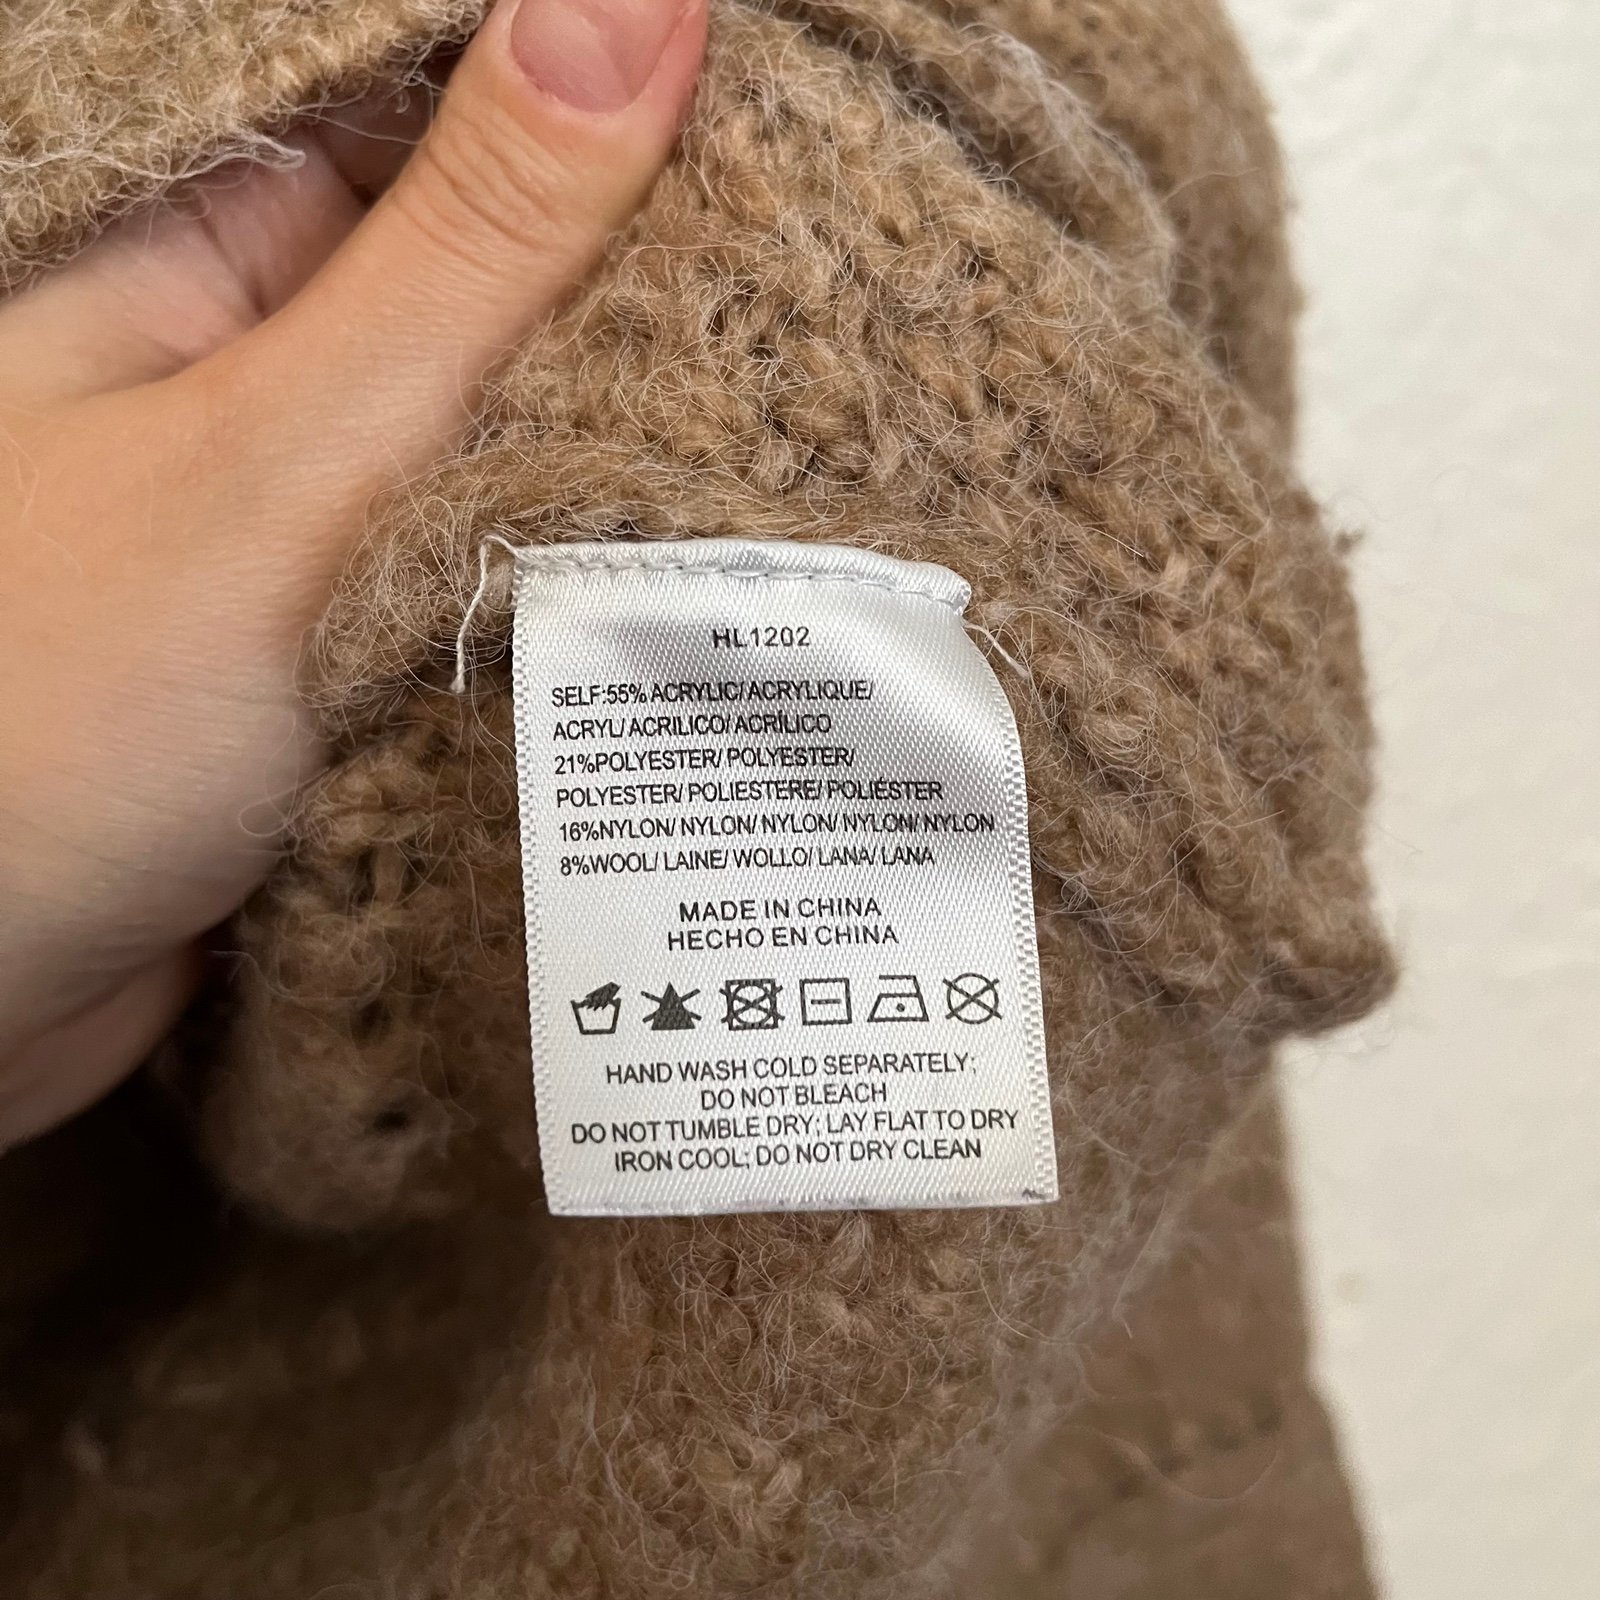 HL1202
SELF:55% ACRYLIC/ ACRYLIQUE/
ACRYL/ ACRILICO/ ACRÍLICO
21%POLYESTER/ POLYESTER/
POLYESTER/ POLIESTERE/ POLIÉSTER
16%NYLON/ NYLON/ NYLON/ NYLON/ NYLON
8%WOOL/ LAINE/ WOLLO/ LANA/ LANA
MADE IN CHINA
HECHO EN CHINA
HAND WASH COLD SEPARATELY;
DO NOT BLEACH
DO NOT TUMBLE DRY; LAY FLAT TO DRY
IRON COOL; DO NOT DRY CLEAN